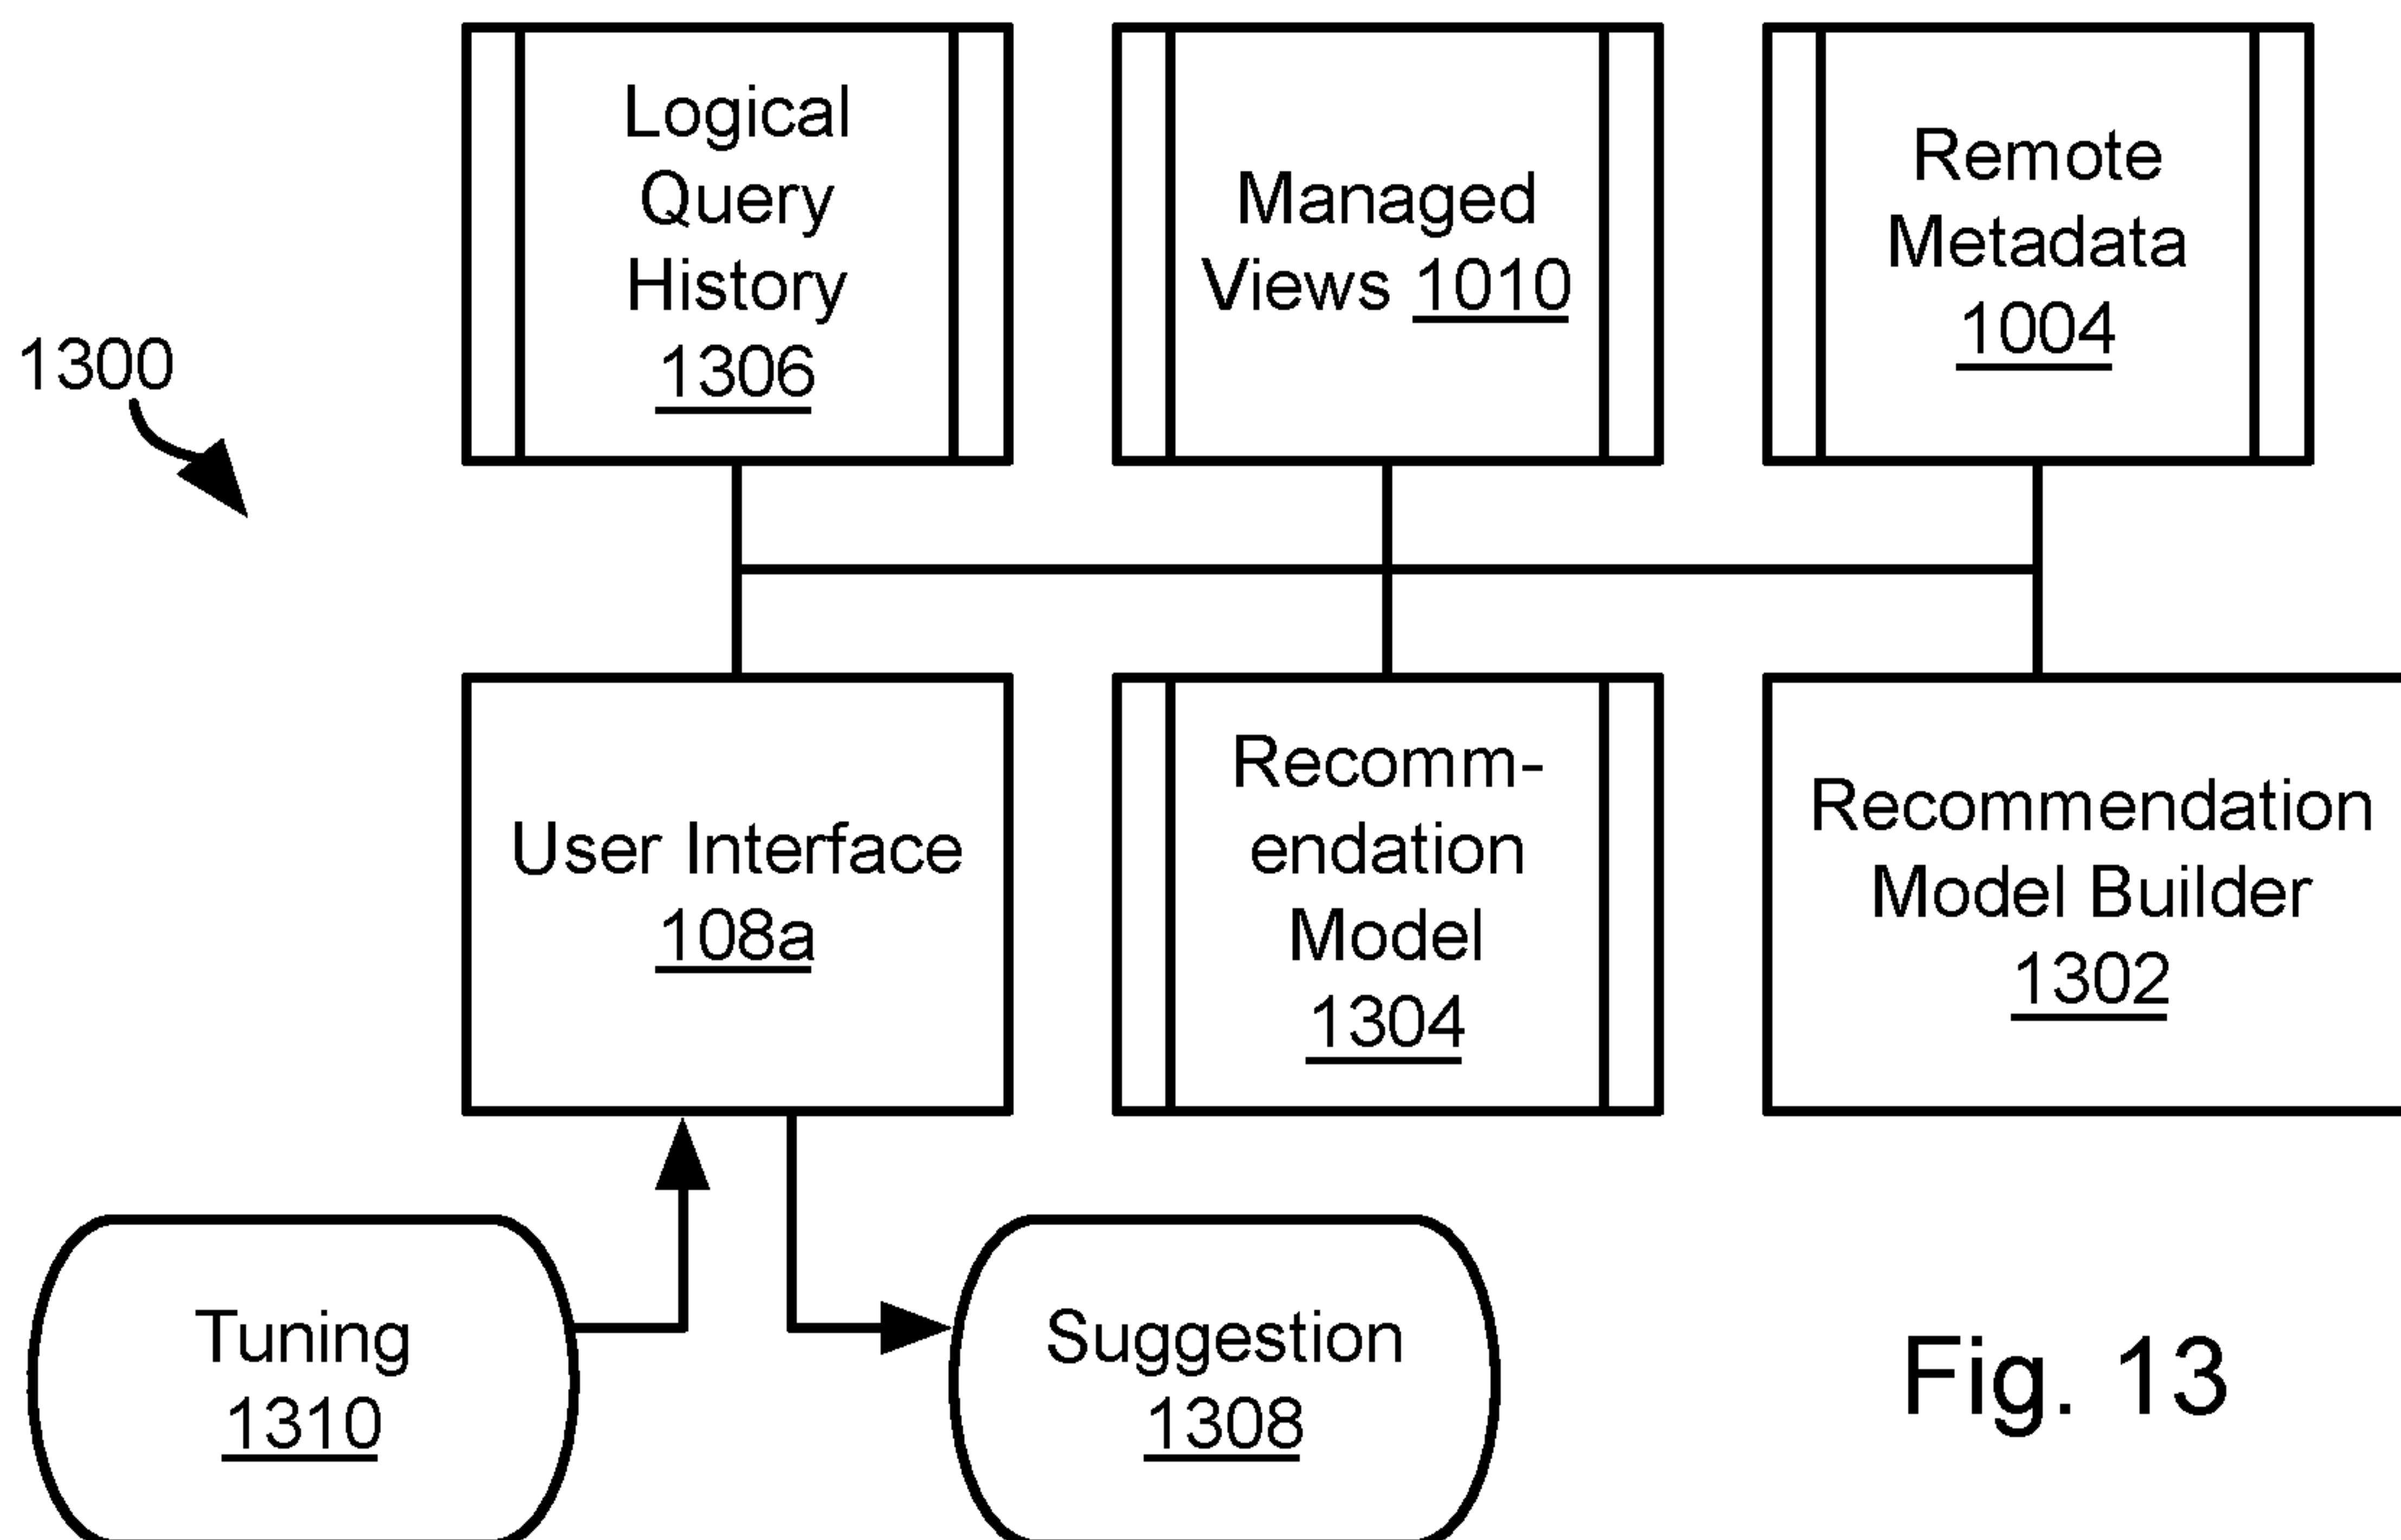 Logical
Query
History
1306
Managed
Views 1010
Remote
Metadata
1004
1300
User Interface
108a
Recomm-
endation
Model
1304
Recommendation
Model Builder
1302
Tuning
1310
Suggestion
1308
Fig. 13